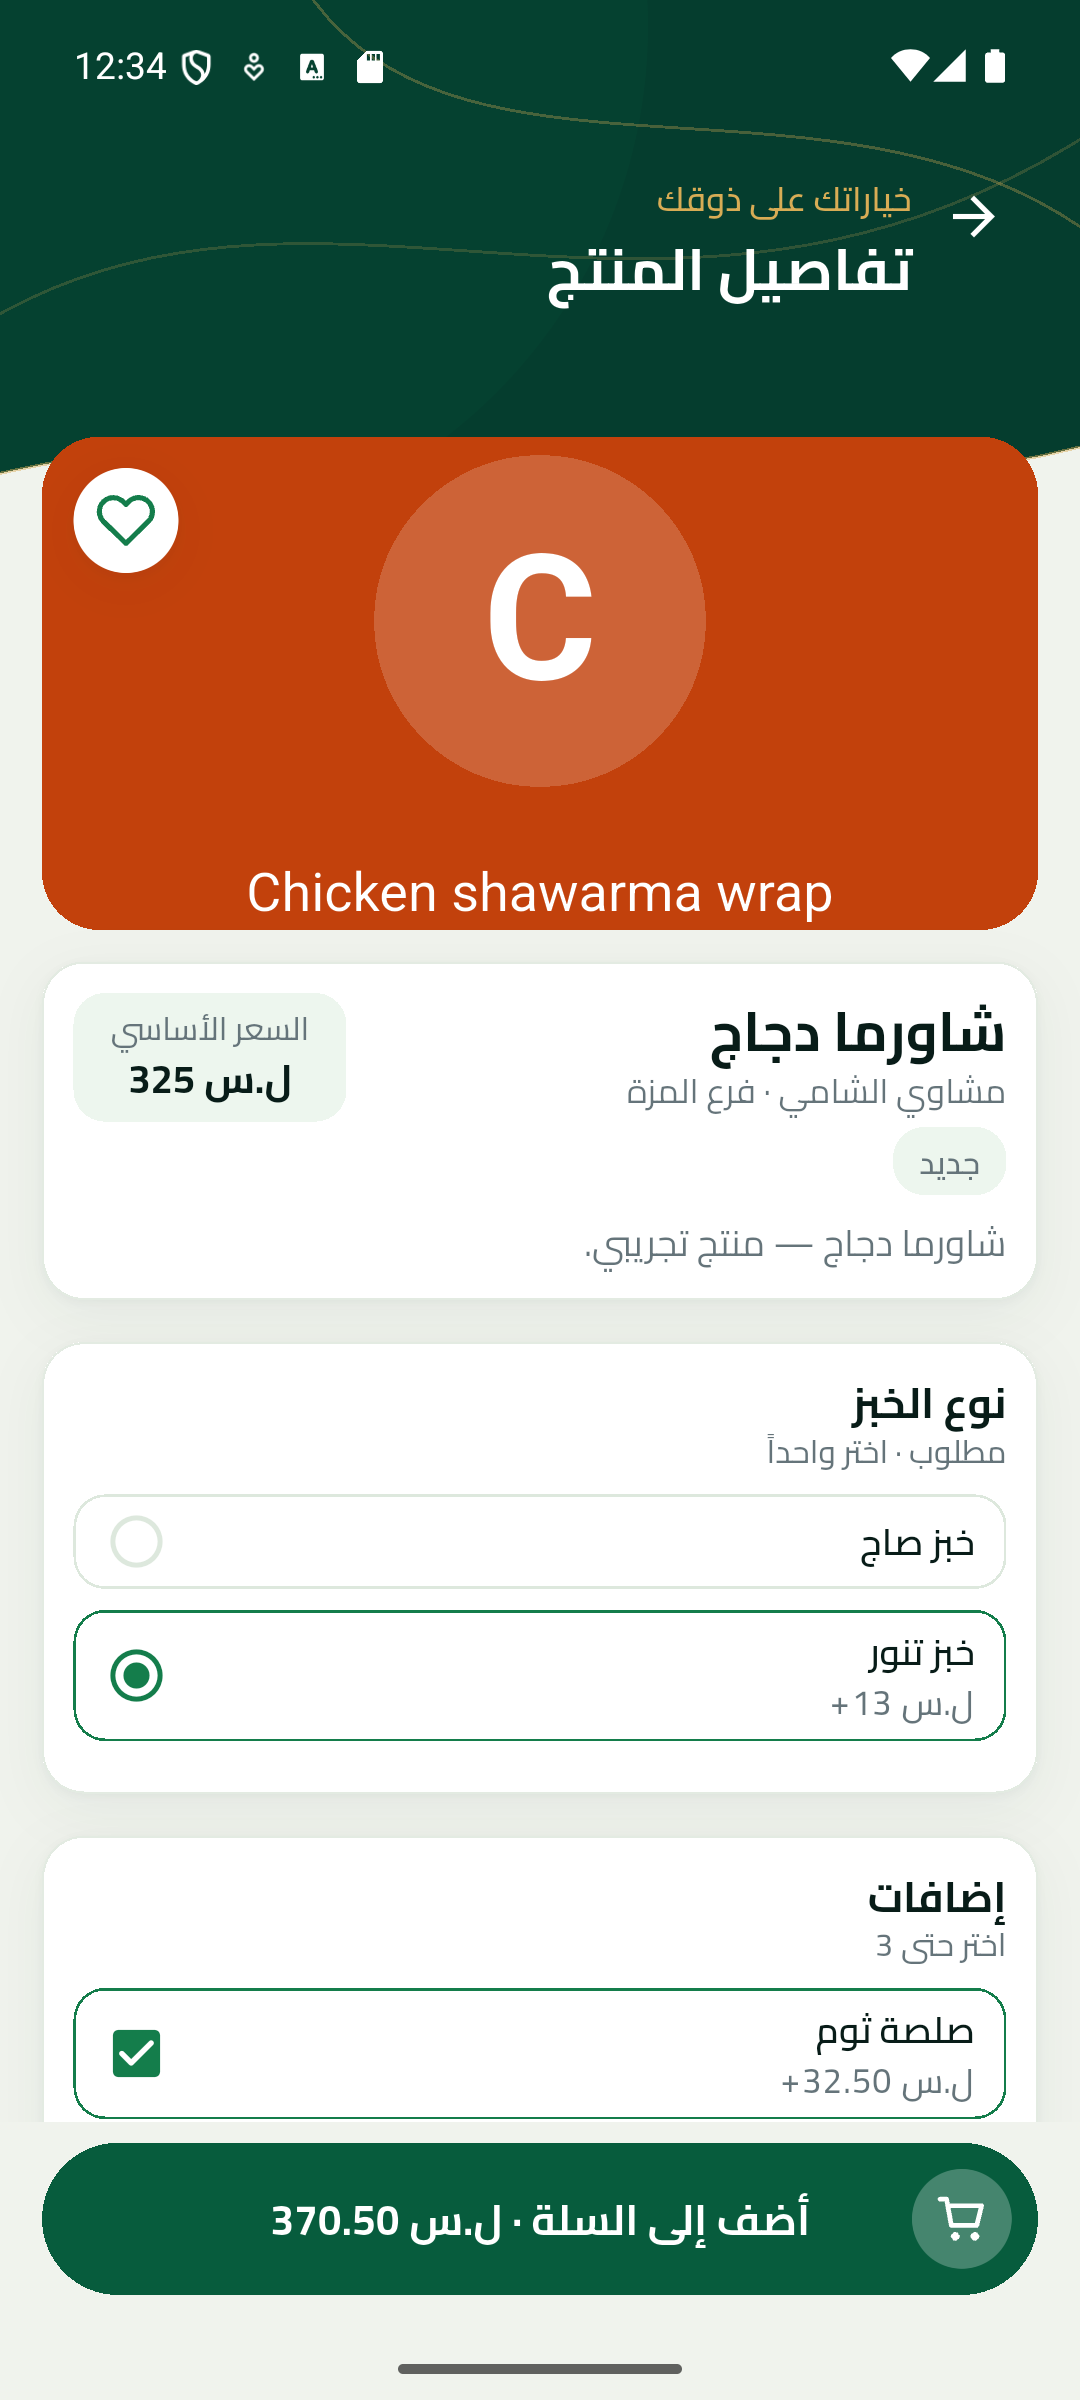 12:34
خياراتك على ذوقك
تفاصيل المنتج
C
Chicken shawarma wrap
شاورما دجاج
السعر الأساسي
ل.س 325
مشاوي الشامي · فرع المزة
جديد
شاورما دجاج — منتج تجريبي.
نوع الخبز
مطلوب · اختر واحداً
خبز صاج
خبز تنور
ل.س 13+
إضافات
اختر حتى 3
صلصة ثوم
ل.س 32.50+
أضف إلى السلة · ل.س 370.50